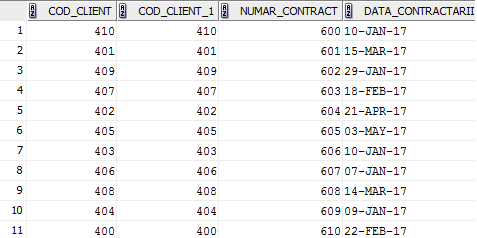 COD_CLIENT COD_CLIENT_1 NUMAR_CONTRACT DATA_CONTRACTARII
1 410 410 600 10-JAN-17
2 401 401 601 15-MAR-17
3 409 409 602 29-JAN-17
4 407 407 603 18-FEB-17
5 402 402 604 21-APR-17
6 405 405 605 03-MAY-17
7 403 403 606 10-JAN-17
8 406 406 607 07-JAN-17
9 408 408 608 14-MAR-17
10 404 404 609 09-JAN-17
11 400 400 610 22-FEB-17